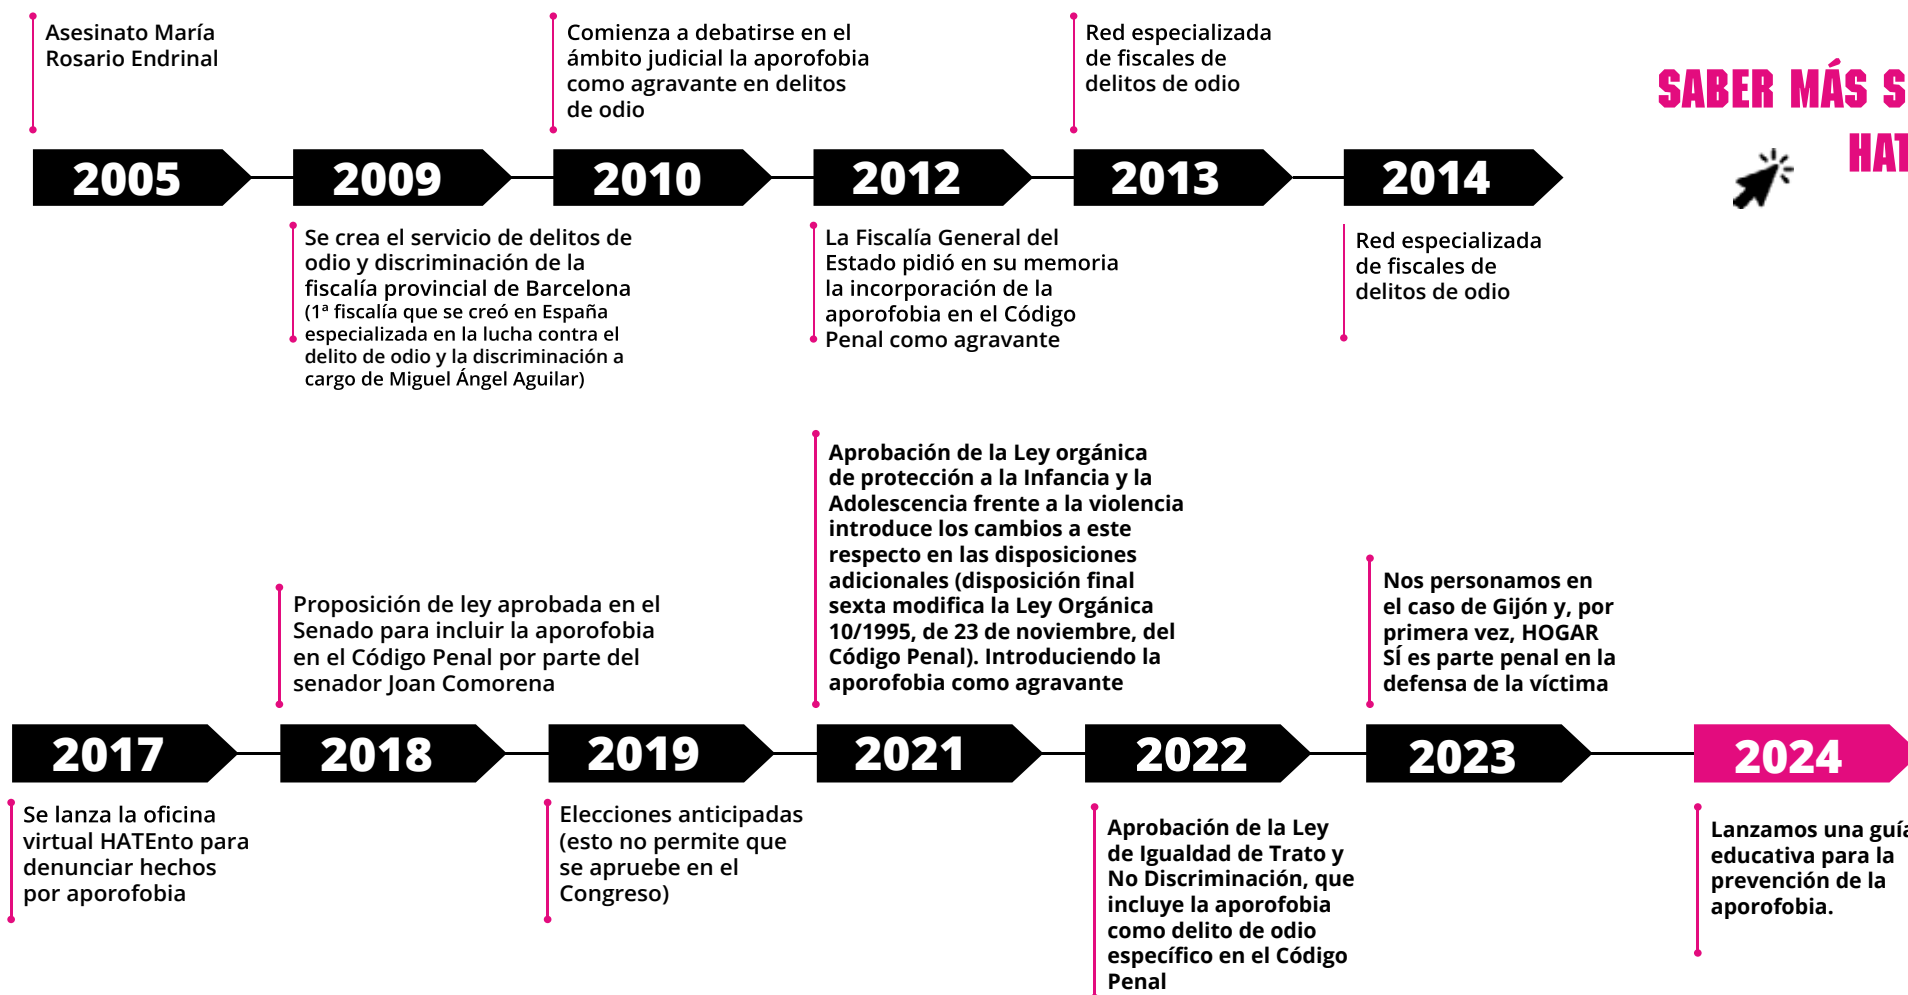 Asesinato María
Rosario Endrinal
Comienza a debatirse en el
ámbito judicial la aporofobia
como agravante en delitos
de odio
Red especializada
de fiscales de
delitos de odio
SABER MÁS S
HAT
2005
2009
2010
2012
2013
2014
Se crea el servicio de delitos de
odio y discriminación de la
fiscalía provincial de Barcelona
(1ª fiscalía que se creó en España
especializada en la lucha contra el
delito de odio y la discriminación a
cargo de Miguel Ángel Aguilar)
La Fiscalía General del
Estado pidió en su memoria
la incorporación de la
aporofobia en el Código
Penal como agravante
Red especializada
de fiscales de
delitos de odio
Proposición de ley aprobada en el
Senado para incluir la aporofobia
en el Código Penal por parte del
senador Joan Comorena
Aprobación de la Ley orgánica
de protección a la Infancia y la
Adolescencia frente a la violencia
introduce los cambios a este
respecto en las disposiciones
adicionales (disposición final
sexta modifica la Ley Orgánica
10/1995, de 23 de noviembre, del
Código Penal). Introduciendo la
aporofobia como agravante
Nos personamos en
el caso de Gijón y, por
primera vez, HOGAR
SÍ es parte penal en la
defensa de la víctima
2017
2018
2019
2021
2022
2023
2024
Se lanza la oficina
virtual HATEnto para
denunciar hechos
por aporofobia
Elecciones anticipadas
(esto no permite que
se apruebe en el
Congreso)
Aprobación de la Ley
de Igualdad de Trato y
No Discriminación, que
incluye la aporofobia
como delito de odio
específico en el Código
Penal
Lanzamos una guía
educativa para la
prevención de la
aporofobia.